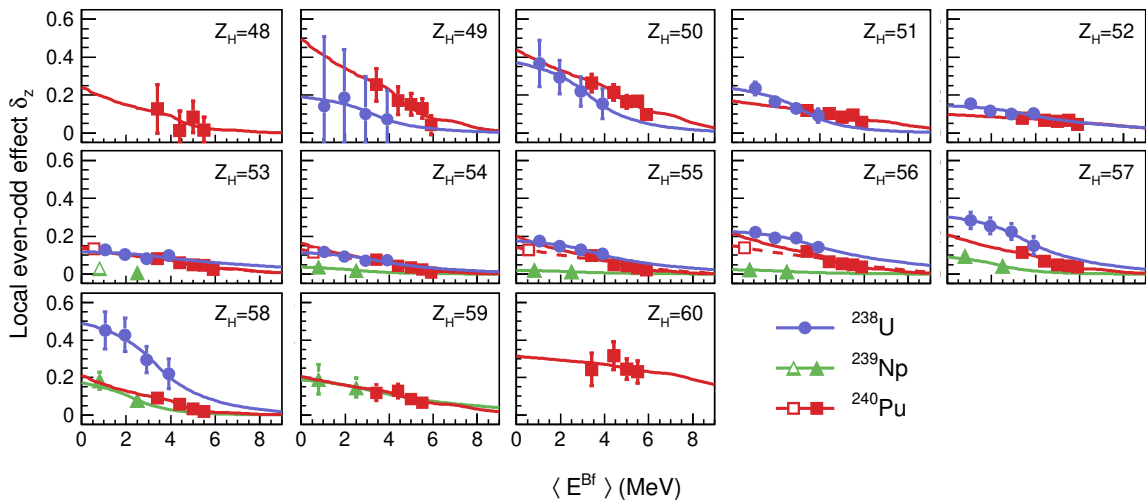 Local even-odd effect δz
0.6
0.4
0.2
0
Z_H=48
Z_H=49
Z_H=50
Z_H=51
Z_H=52
0.6
0.4
0.2
0
Z_H=53
Z_H=54
Z_H=55
Z_H=56
Z_H=57
0.6
0.4
0.2
0
Z_H=58
Z_H=59
Z_H=60
²³⁸U
²³⁹Np
²⁴⁰Pu
0 2 4 6 8
0 2 4 6 8
0 2 4 6 8
⟨ E^Bf ⟩ (MeV)